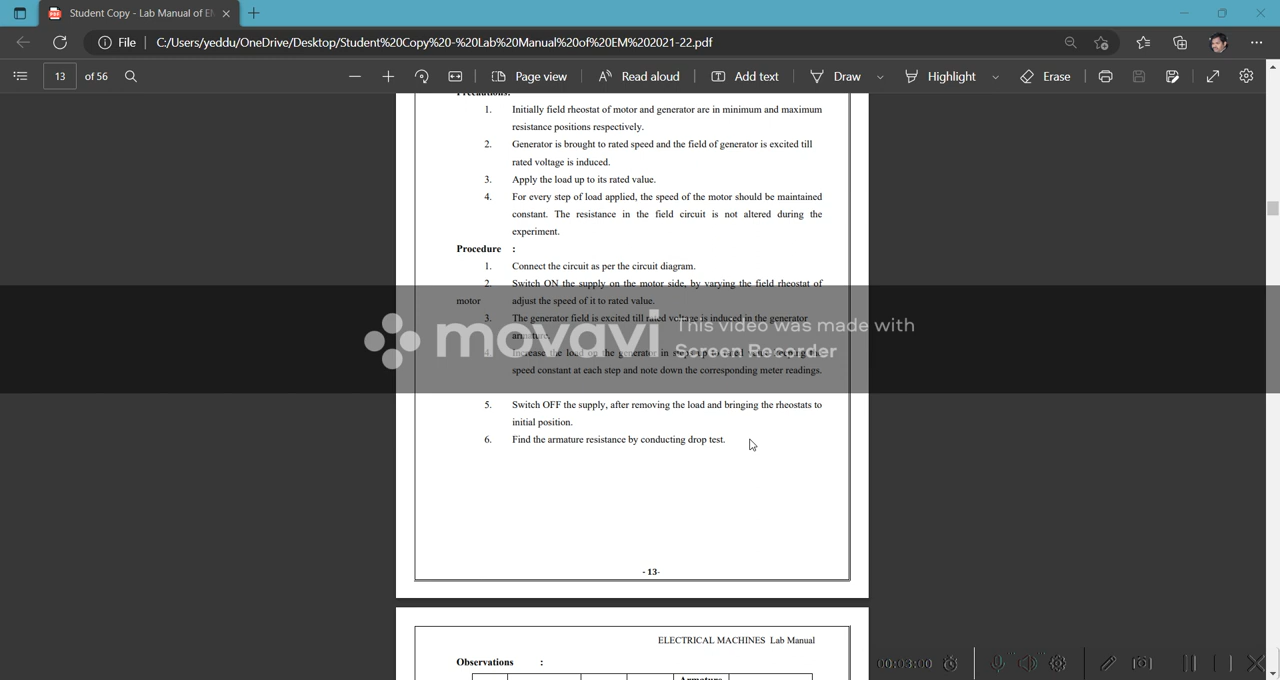 Student Copy - Lab Manual of E
File
C:/Users/yeddu/OneDrive/Desktop/Student%20Copy%20-%20Lab%20Manual%20of%20EM%202021-22.pdf
13 of 56
Page view
Read aloud
Add text
Draw
Highlight
Erase
Precautions:
1. Initially field rheostat of motor and generator are in minimum and maximum
resistance positions respectively.
2. Generator is brought to rated speed and the field of generator is excited till
rated voltage is induced.
3. Apply the load up to its rated value.
4. For every step of load applied, the speed of the motor should be maintained
constant. The resistance in the field circuit is not altered during the
experiment.
Procedure :
1. Connect the circuit as per the circuit diagram.
2. Switch ON the supply on the motor side, by varying the field rheostat of
motor adjust the speed of it to rated value.
3. The generator field is excited till rated voltage is induced in the generator
armature.
4. Increase the load on the generator in
speed constant at each step and note down the corresponding meter readings.
movavi
This video was made with
Screen Recorder
5. Switch OFF the supply, after removing the load and bringing the rheostats to
initial position.
6. Find the armature resistance by conducting drop test.
- 13-
ELECTRICAL MACHINES Lab Manual
Observations :
Armature
00:03:00